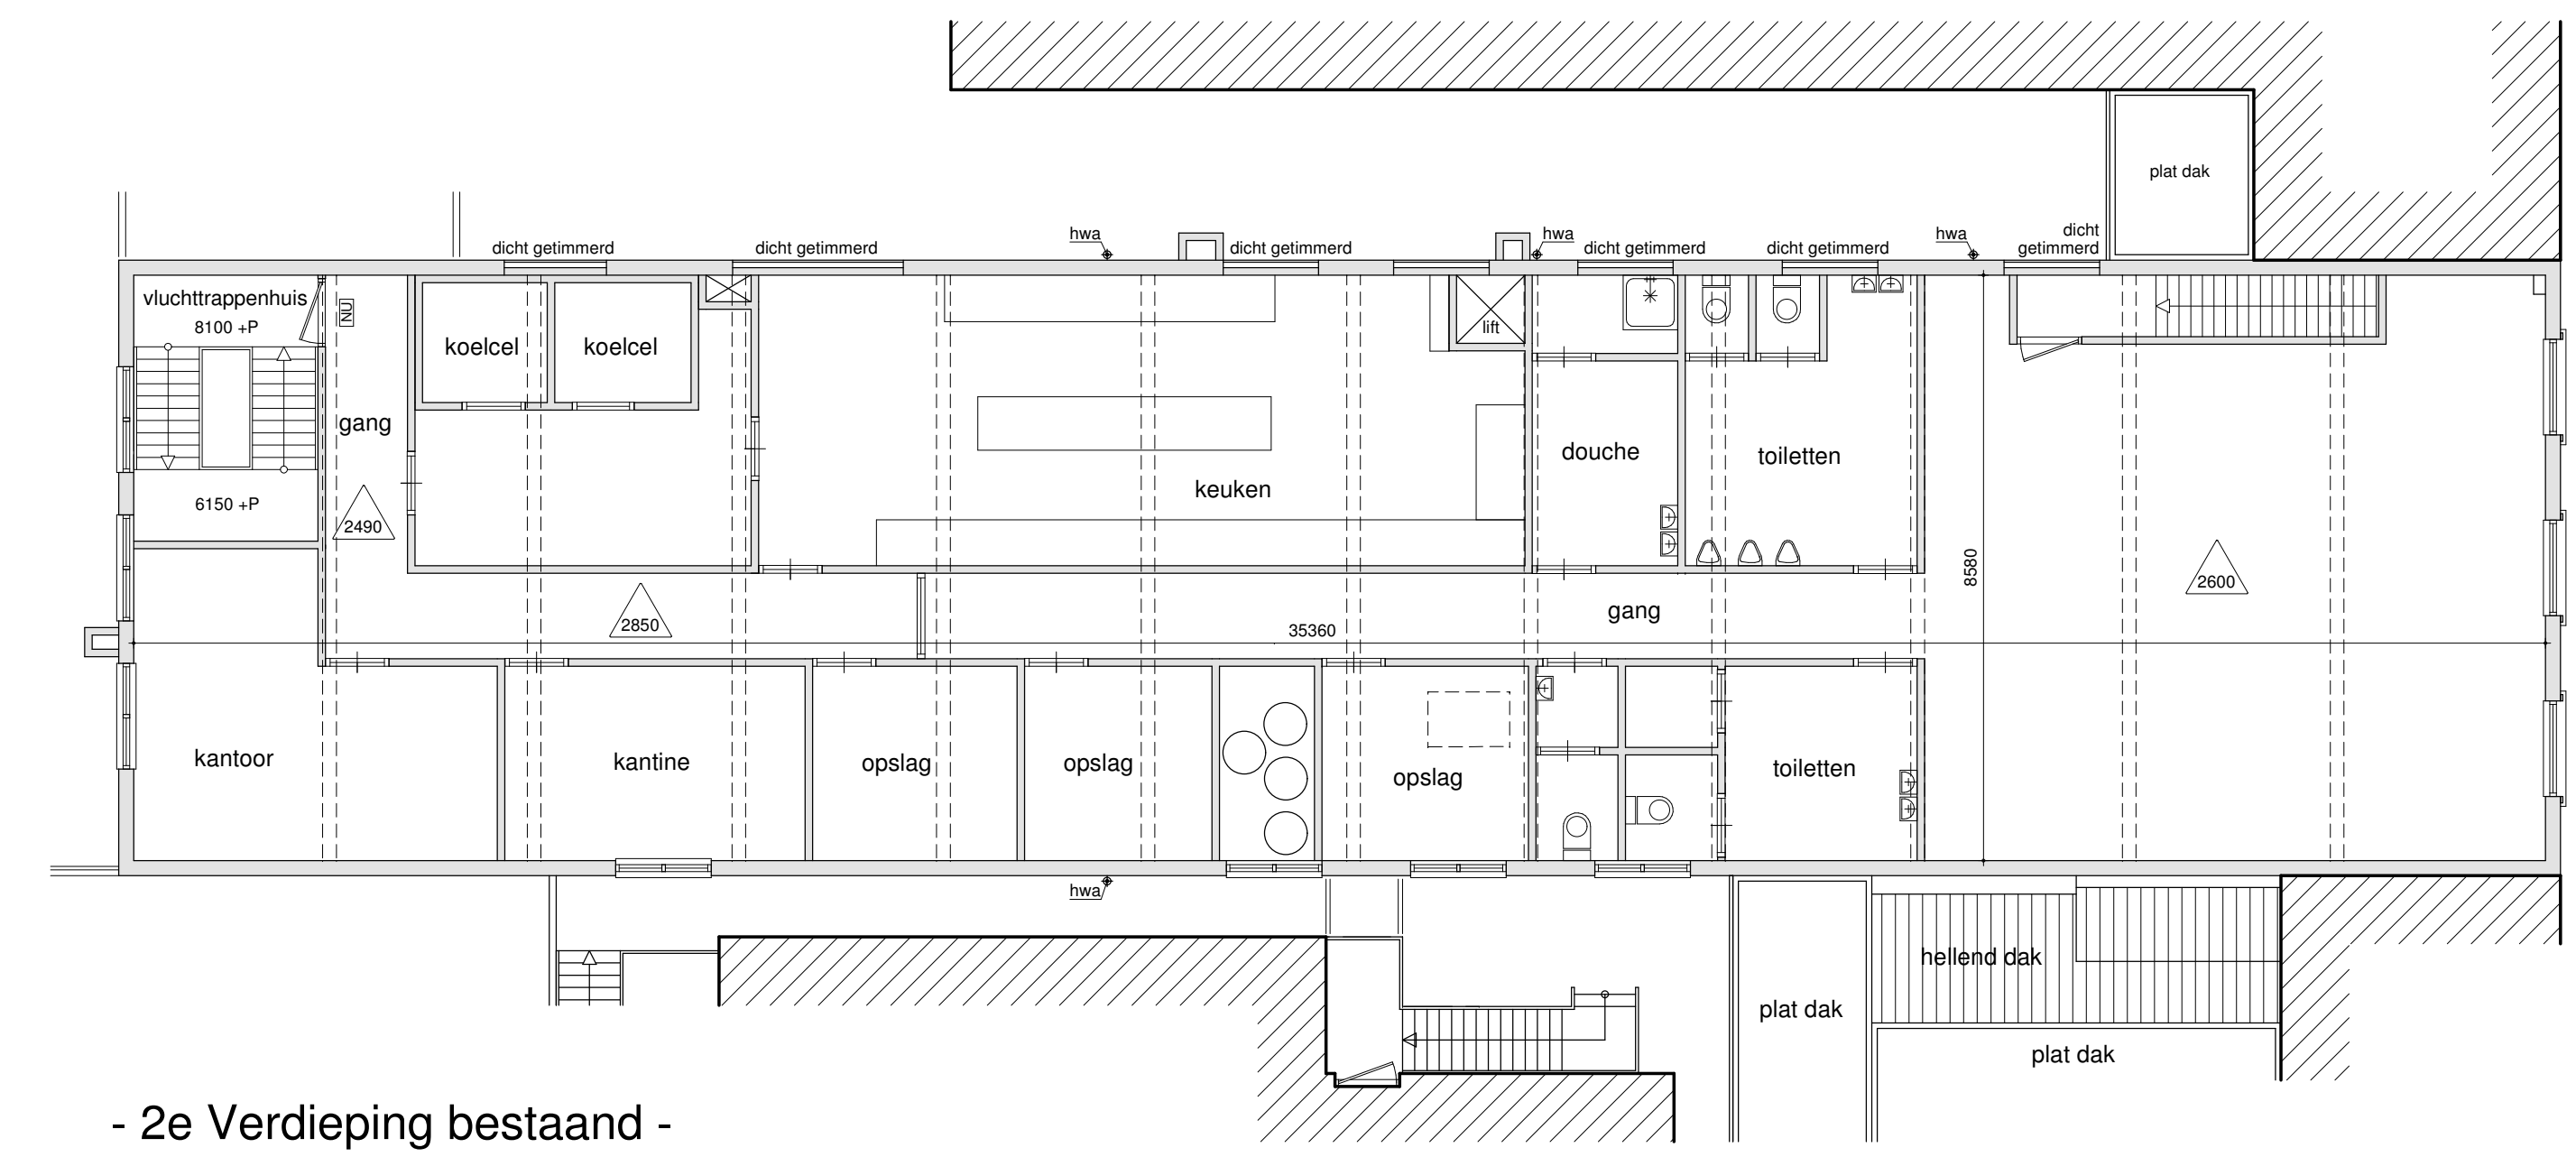 plat dak
hwa
hwa
hwa
dicht
getimmerd
dicht getimmerd
dicht getimmerd
dicht getimmerd
dicht getimmerd
dicht getimmerd
vluchttrappenhuis
8100 +P
NU
lift
koelcel
koelcel
gang
douche
toiletten
keuken
6150 +P
2490
8580
2600
2850
gang
35360
kantoor
kantine
opslag
opslag
opslag
toiletten
hwa
hellend dak
plat dak
plat dak
- 2e Verdieping bestaand -